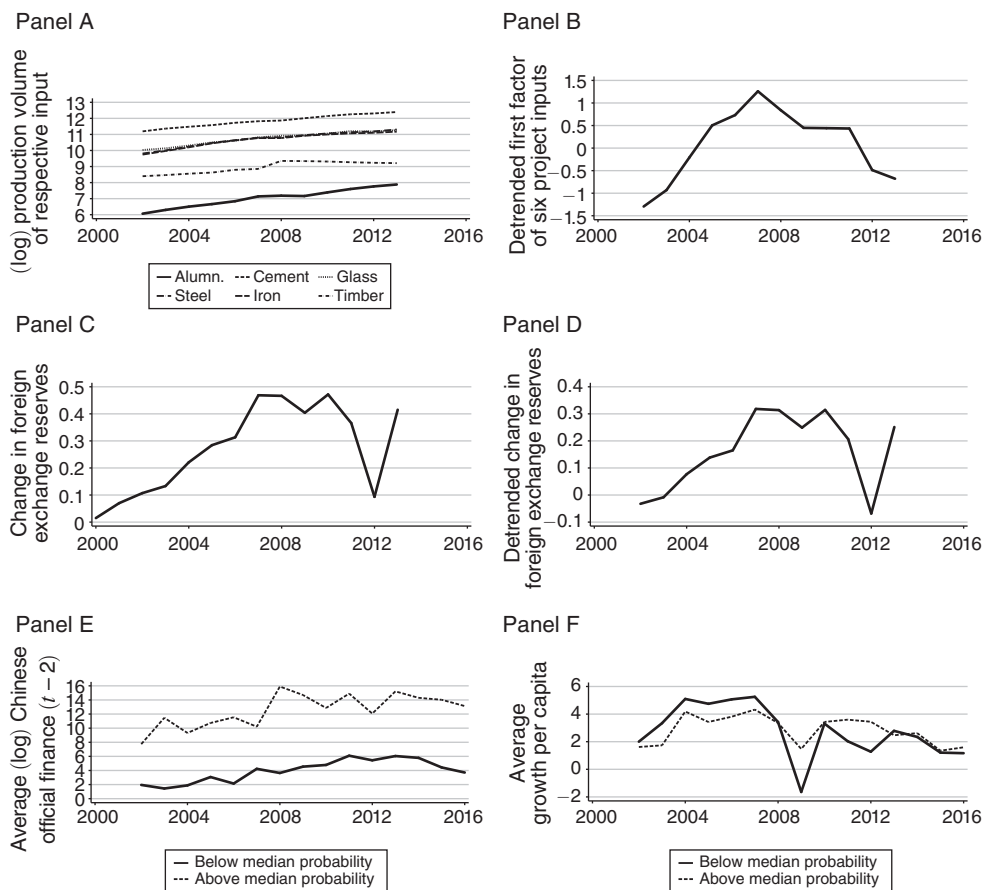 Panel A
(log) production volume
of respective input
13
12
11
10
9
8
7
6
2000 2004 2008 2012 2016
Alumn. Cement Glass
Steel Iron Timber
Panel B
Detrended first factor
of six project inputs
1.5
1
0.5
0
−0.5
−1
−1.5
2000 2004 2008 2012 2016
Panel C
Change in foreign
exchange reserves
0.5
0.4
0.3
0.2
0.1
0
2000 2004 2008 2012 2016
Panel D
Detrended change in
foreign exchange reserves
0.4
0.3
0.2
0.1
0
−0.1
2000 2004 2008 2012 2016
Panel E
Average (log) Chinese
official finance (t − 2)
16
14
12
10
8
6
4
2
0
2000 2004 2008 2012 2016
Below median probability
Above median probability
Panel F
Average
growth per capita
6
4
2
0
−2
2000 2004 2008 2012 2016
Below median probability
Above median probability